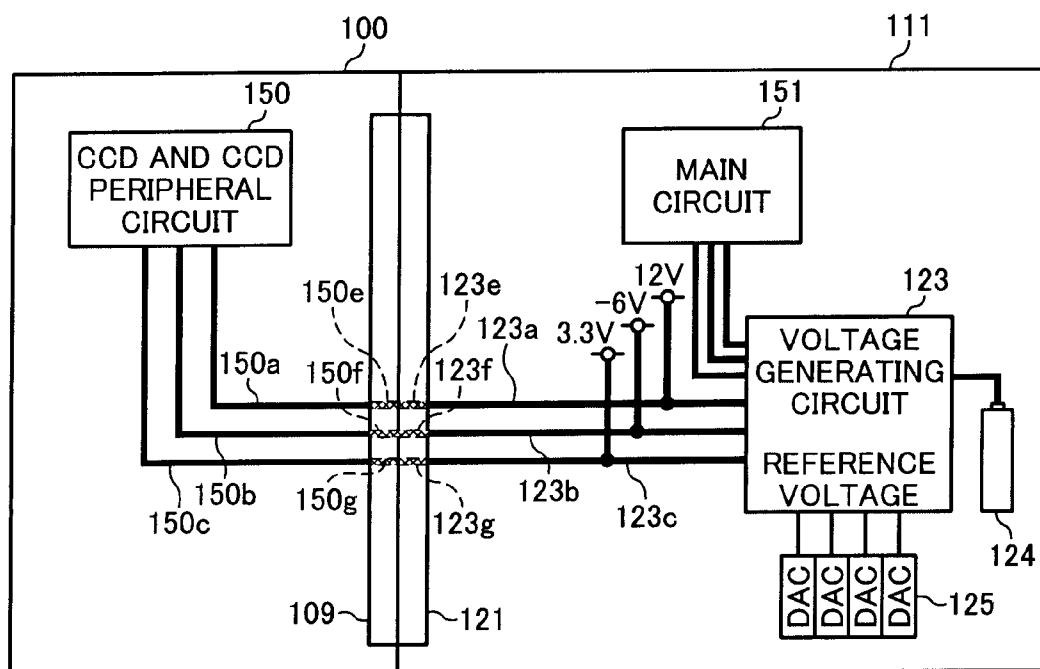 100
111
150
CCD AND CCD
PERIPHERAL
CIRCUIT
151
MAIN
CIRCUIT
150e
123e
12V
-6V
3.3V
123
VOLTAGE
GENERATING
CIRCUIT
REFERENCE
VOLTAGE
150a
150f
123f
123a
150c
150b
150g
123g
123b
123c
124
109
121
DAC
DAC
DAC
DAC
125